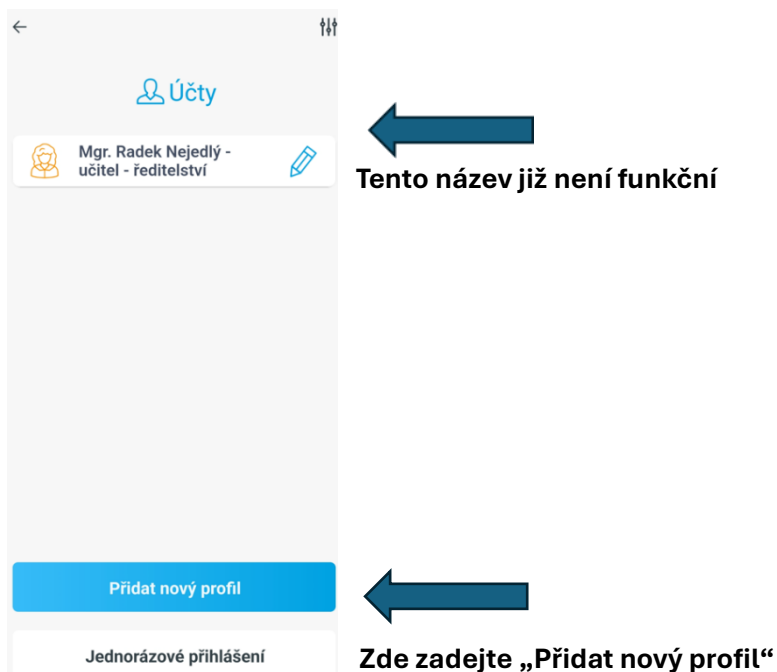 Účty
Mgr. Radek Nejedlý -
učitel - ředitelství
Tento název již není funkční
Přidat nový profil
Jednorázové přihlášení
Zde zadejte „Přidat nový profil“